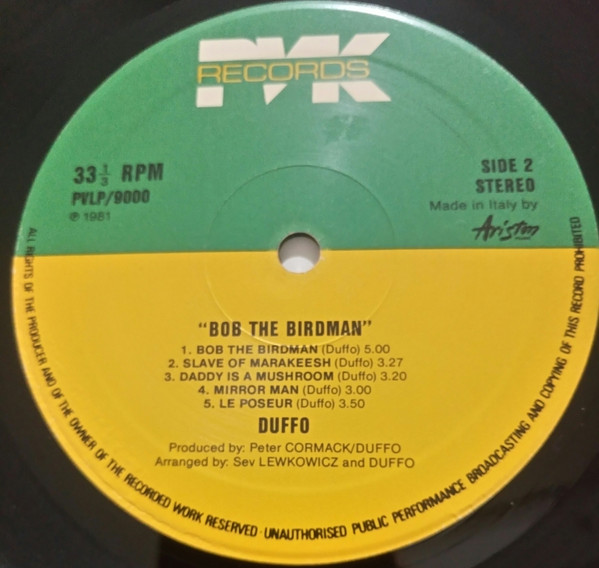 PVK
RECORDS
33 1/3 RPM
PVLP/9000
℗ 1981
SIDE 2
STEREO
Made in Italy by
Ariston
"BOB THE BIRDMAN"
1. BOB THE BIRDMAN (Duffo) 5.00
2. SLAVE OF MARAKEESH (Duffo) 3.27
3. DADDY IS A MUSHROOM (Duffo) 3.20
4. MIRROR MAN (Duffo) 3.00
5. LE POSEUR (Duffo) 3.50
DUFFO
Produced by: Peter CORMACK/DUFFO
Arranged by: Sev LEWKOWICZ and DUFFO
ALL RIGHTS OF THE PRODUCER AND OF THE OWNER OF THE RECORDED WORK RESERVED · UNAUTHORISED PUBLIC PERFORMANCE BROADCASTING AND COPYING OF THIS RECORD PROHIBITED